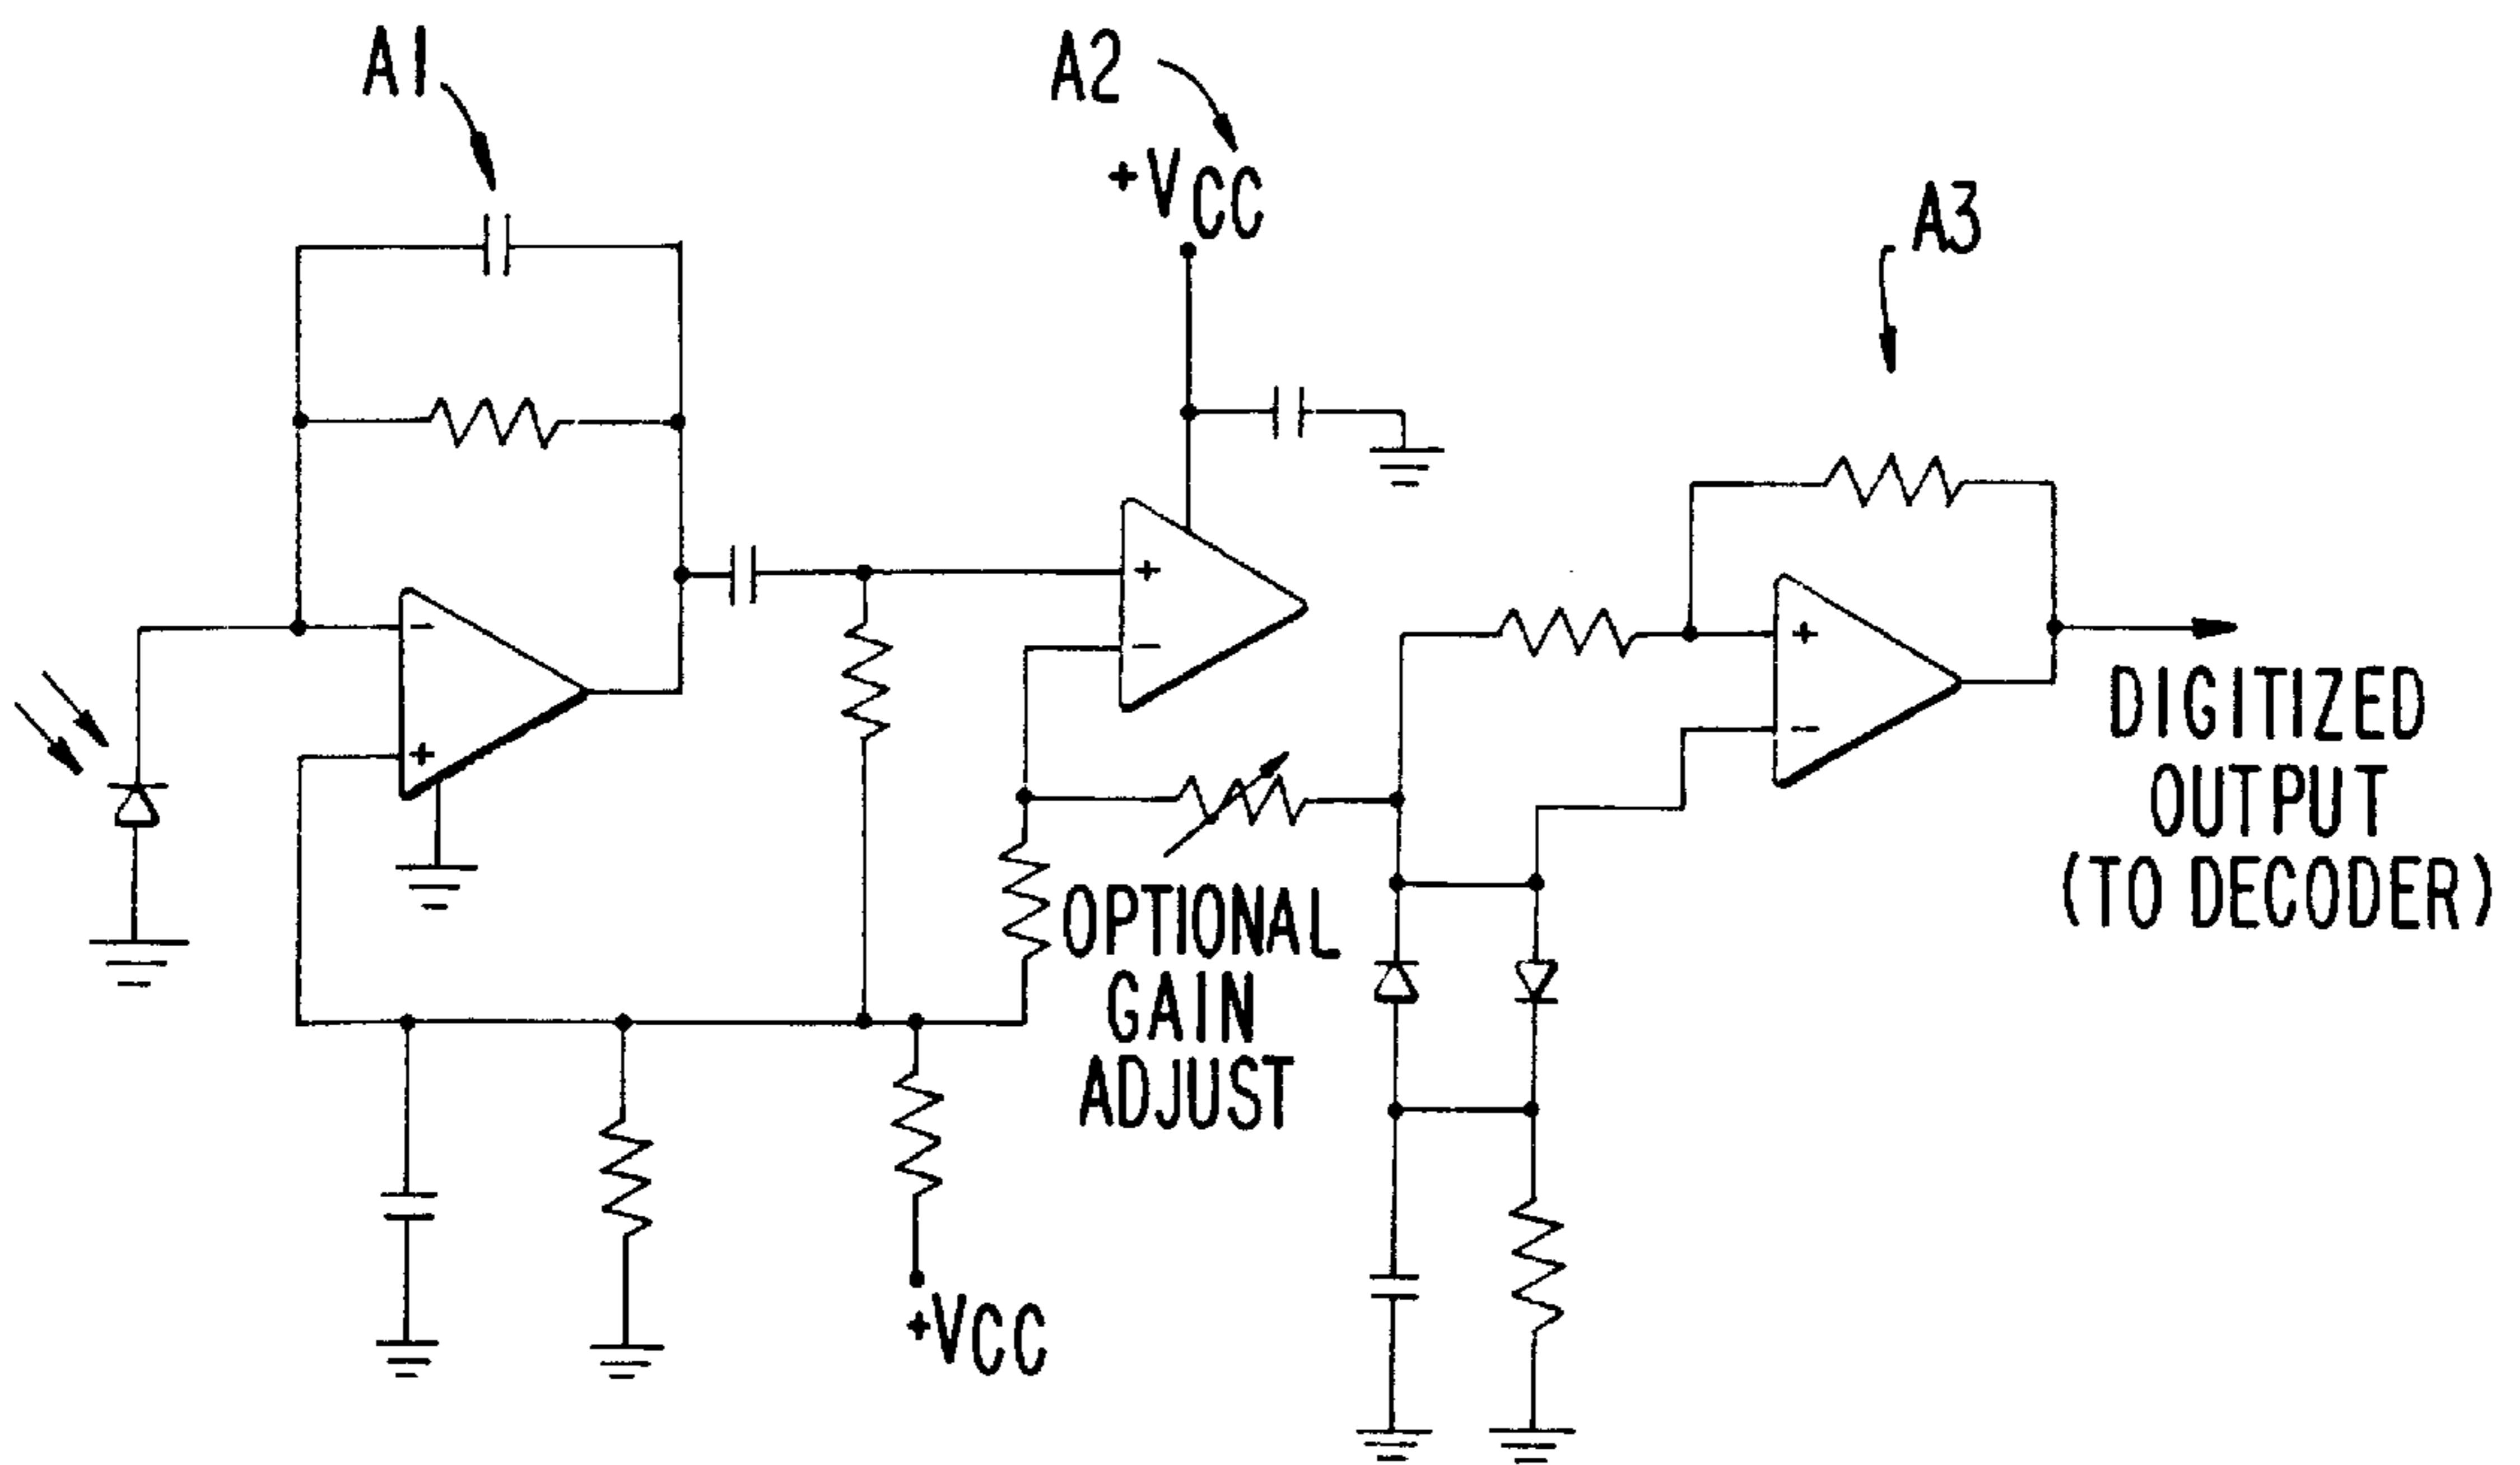 A1
A2
+VCC
A3
-
+
+
-
+
-
DIGITIZED
OUTPUT
(TO DECODER)
OPTIONAL
GAIN
ADJUST
+VCC